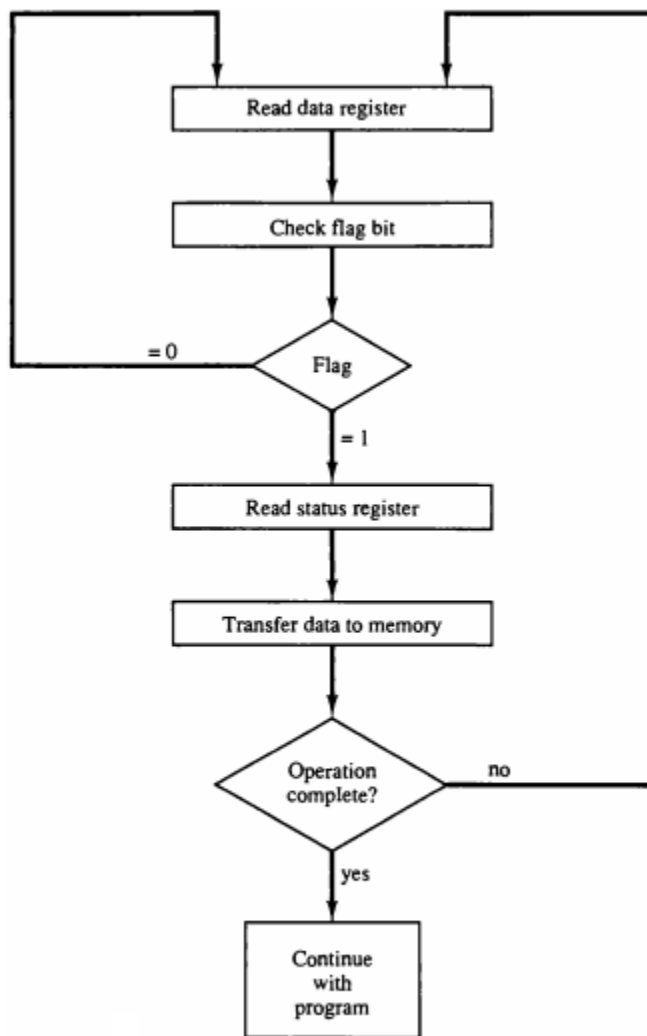 Read data register
Check flag bit
= 0
Flag
= 1
Read status register
Transfer data to memory
Operation
complete?
no
yes
Continue
with
program